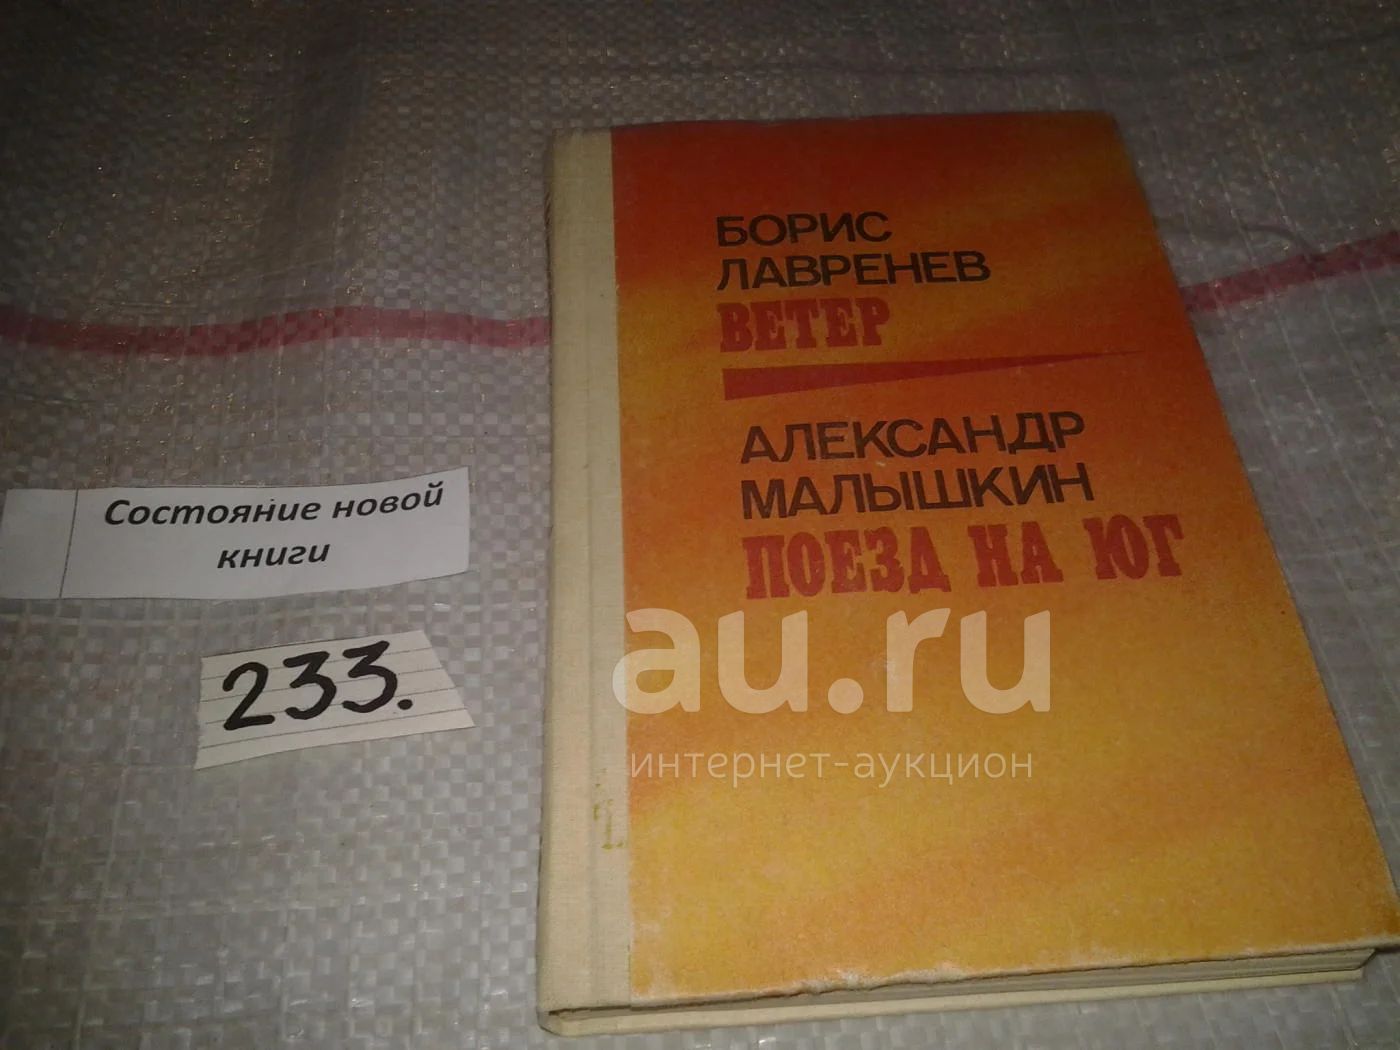 БОРИС
ЛАВРЕНЕВ
ВЕТЕР
АЛЕКСАНДР
МАЛЫШКИН
ПОЕЗД НА ЮГ
Состояние новой
книги
233.
au.ru
интернет-аукцион